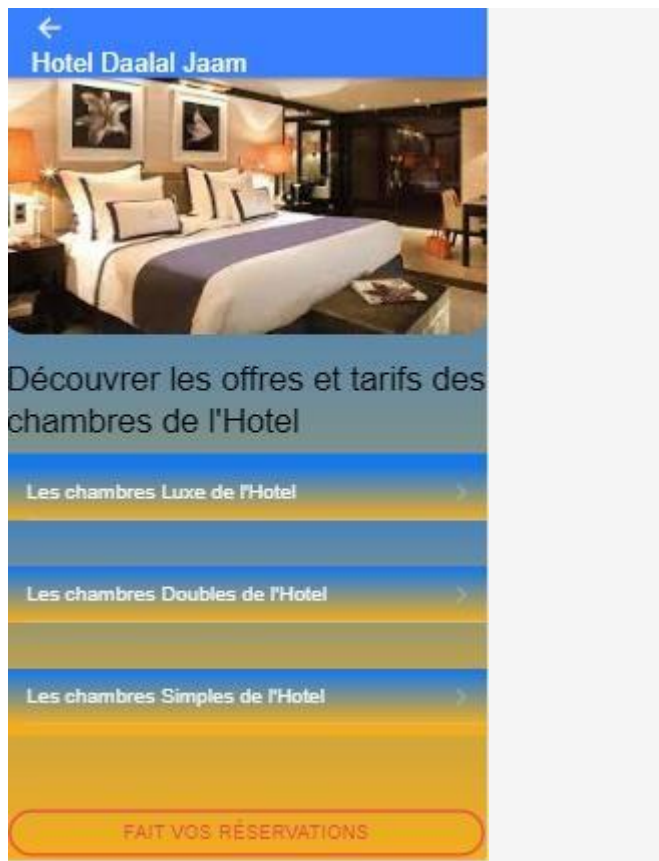 Hotel Daalal Jaam
Découvrer les offres et tarifs des
chambres de l'Hotel
Les chambres Luxe de l'Hotel
Les chambres Doubles de l'Hotel
Les chambres Simples de l'Hotel
FAIT VOS RÉSERVATIONS